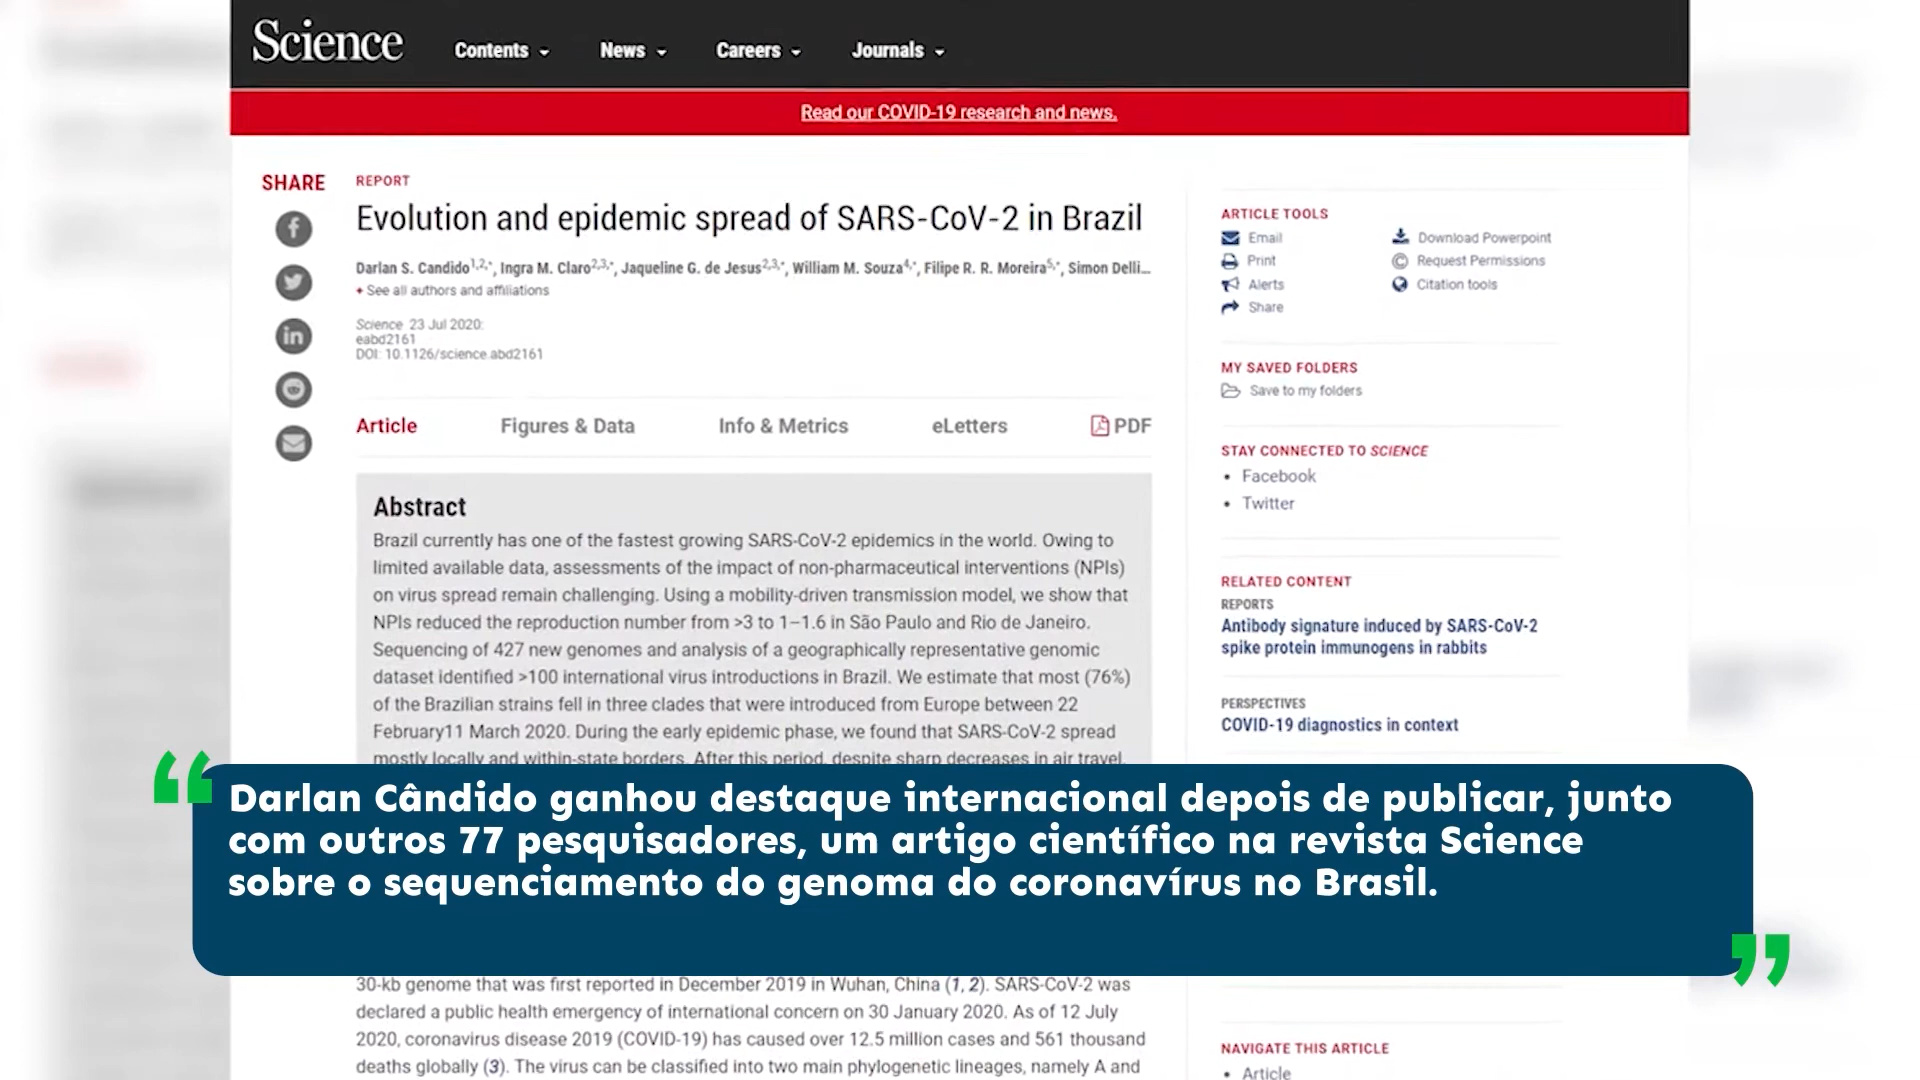 Science
Contents
News
Careers
Journals
Read our COVID-19 research and news.
SHARE
REPORT
Evolution and epidemic spread of SARS-CoV-2 in Brazil
Darlan S. Candido1,2,*, Ingra M. Claro2,3,*, Jaqueline G. de Jesus2,3,*, William M. Souza4,*, Filipe R. R. Moreira5,*, Simon Delli...
+ See all authors and affiliations
Science 23 Jul 2020:
eabd2161
DOI: 10.1126/science.abd2161
Article
Figures & Data
Info & Metrics
eLetters
PDF
Abstract
Brazil currently has one of the fastest growing SARS-CoV-2 epidemics in the world. Owing to
limited available data, assessments of the impact of non-pharmaceutical interventions (NPIs)
on virus spread remain challenging. Using a mobility-driven transmission model, we show that
NPIs reduced the reproduction number from >3 to 1–1.6 in São Paulo and Rio de Janeiro.
Sequencing of 427 new genomes and analysis of a geographically representative genomic
dataset identified >100 international virus introductions in Brazil. We estimate that most (76%)
of the Brazilian strains fell in three clades that were introduced from Europe between 22
February11 March 2020. During the early epidemic phase, we found that SARS-CoV-2 spread
mostly locally and within-state borders. After this period, despite sharp decreases in air travel,
“Darlan Cândido ganhou destaque internacional depois de publicar, junto
com outros 77 pesquisadores, um artigo científico na revista Science
sobre o sequenciamento do genoma do coronavírus no Brasil.”
30-kb genome that was first reported in December 2019 in Wuhan, China (1, 2). SARS-CoV-2 was
declared a public health emergency of international concern on 30 January 2020. As of 12 July
2020, coronavirus disease 2019 (COVID-19) has caused over 12.5 million cases and 561 thousand
deaths globally (3). The virus can be classified into two main phylogenetic lineages, namely A and
ARTICLE TOOLS
Email
Download Powerpoint
Print
Request Permissions
Alerts
Citation tools
Share
MY SAVED FOLDERS
Save to my folders
STAY CONNECTED TO SCIENCE
• Facebook
• Twitter
RELATED CONTENT
REPORTS
Antibody signature induced by SARS-CoV-2
spike protein immunogens in rabbits
PERSPECTIVES
COVID-19 diagnostics in context
NAVIGATE THIS ARTICLE
• Article